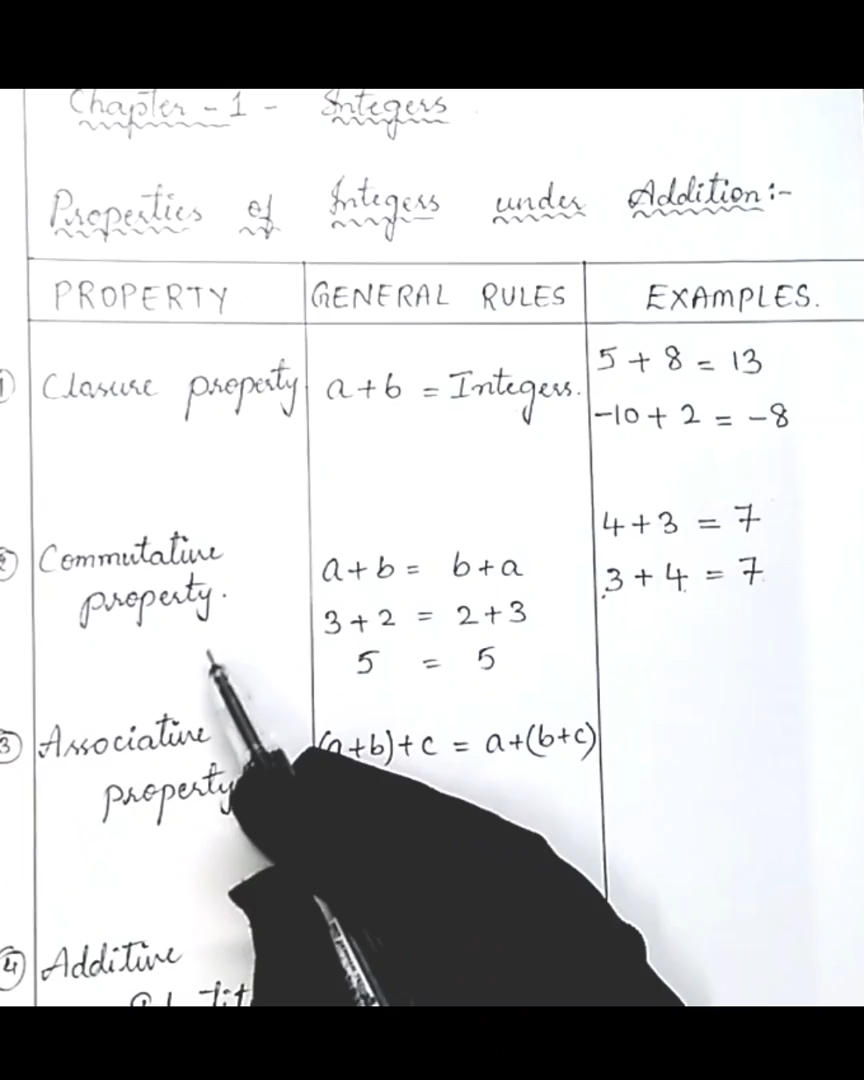 Chapter - 1 - Integers
Properties of Integers under Addition:-
PROPERTY GENERAL RULES EXAMPLES.
1) Closure property a+b = Integers. 5 + 8 = 13
-10 + 2 = -8
4+3 = 7
Commutative a+b = b+a 3 + 4 = 7
property. 3+2 = 2+3
5 = 5
3 Associative (a+b)+c = a+(b+c)
property
4 Additive